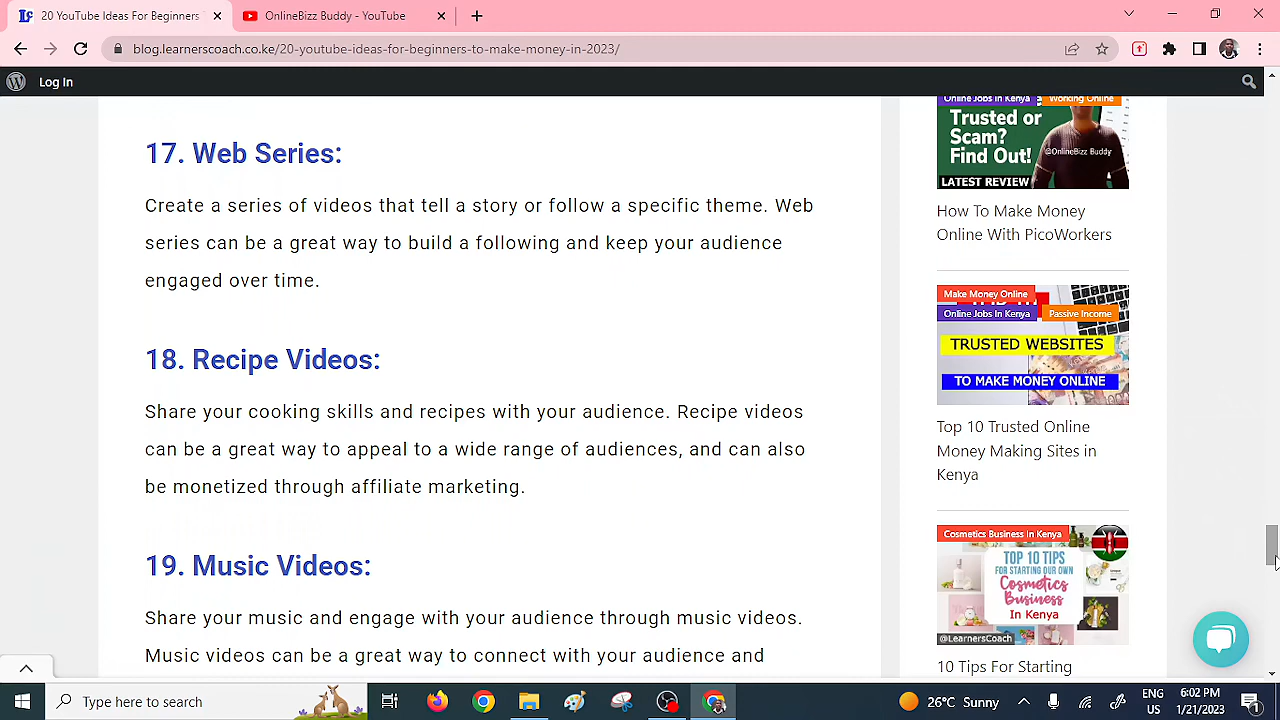 20 YouTube Ideas For Beginners
OnlineBizz Buddy - YouTube
blog.learnerscoach.co.ke/20-youtube-ideas-for-beginners-to-make-money-in-2023/
Log In
17. Web Series:
Create a series of videos that tell a story or follow a specific theme. Web
series can be a great way to build a following and keep your audience
engaged over time.
18. Recipe Videos:
Share your cooking skills and recipes with your audience. Recipe videos
can be a great way to appeal to a wide range of audiences, and can also
be monetized through affiliate marketing.
19. Music Videos:
Share your music and engage with your audience through music videos.
Music videos can be a great way to connect with your audience and
Online Jobs In Kenya
Working Online
Trusted or
Scam?
Find Out!
@OnlineBizz Buddy
LATEST REVIEW
How To Make Money
Online With PicoWorkers
Make Money Online
Online Jobs In Kenya
Passive Income
TRUSTED WEBSITES
TO MAKE MONEY ONLINE
Top 10 Trusted Online
Money Making Sites in
Kenya
Cosmetics Business In Kenya
TOP 10 TIPS
FOR STARTING OUR OWN
Cosmetics
Business
In Kenya
@LearnersCoach
10 Tips For Starting
Type here to search
26°C Sunny
ENG
US
6:02 PM
1/21/2023
1